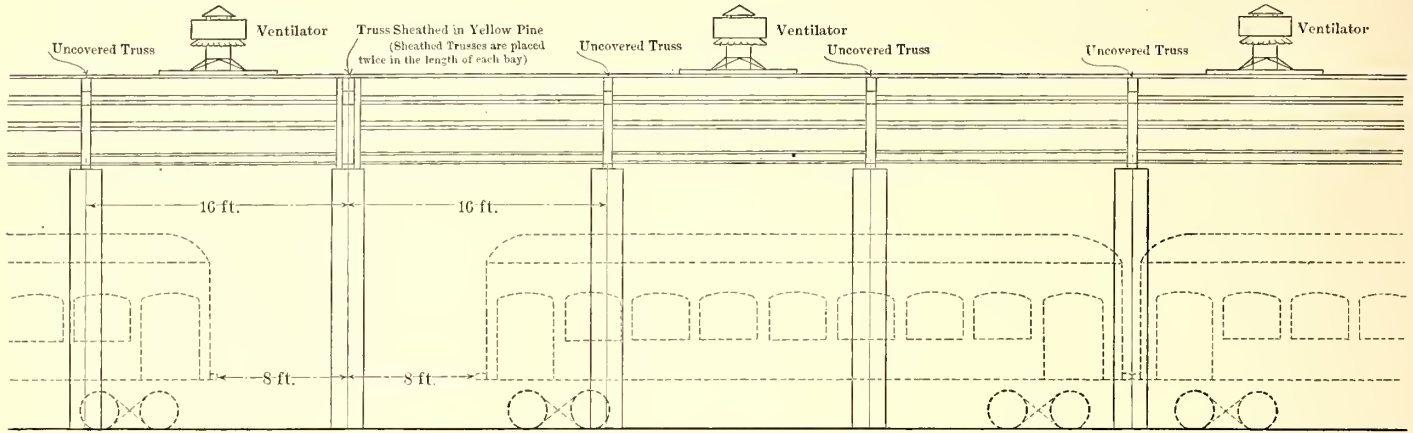 Ventilator
Truss Sheathed in Yellow Pine
(Sheathed Trusses are placed
twice in the length of each bay)
Ventilator
Ventilator
Uncovered Truss
Uncovered Truss
Uncovered Truss
Uncovered Truss
16 ft.
16 ft.
8 ft.
8 ft.